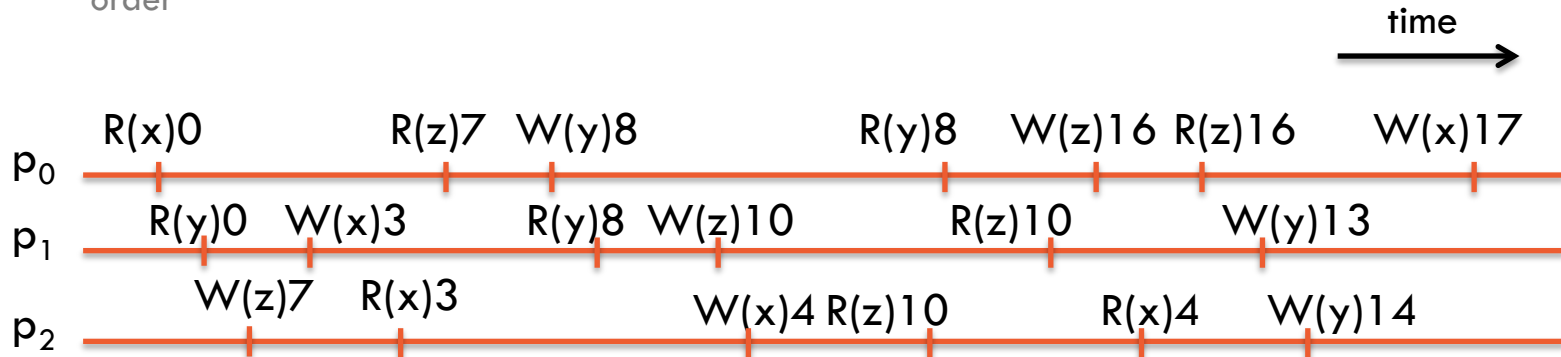 order
time
R(x)0 R(z)7 W(y)8 R(y)8 W(z)16 R(z)16 W(x)17
p₀
R(y)0 W(x)3 R(y)8 W(z)10 R(z)10 W(y)13
p₁
W(z)7 R(x)3 W(x)4 R(z)10 R(x)4 W(y)14
p₂